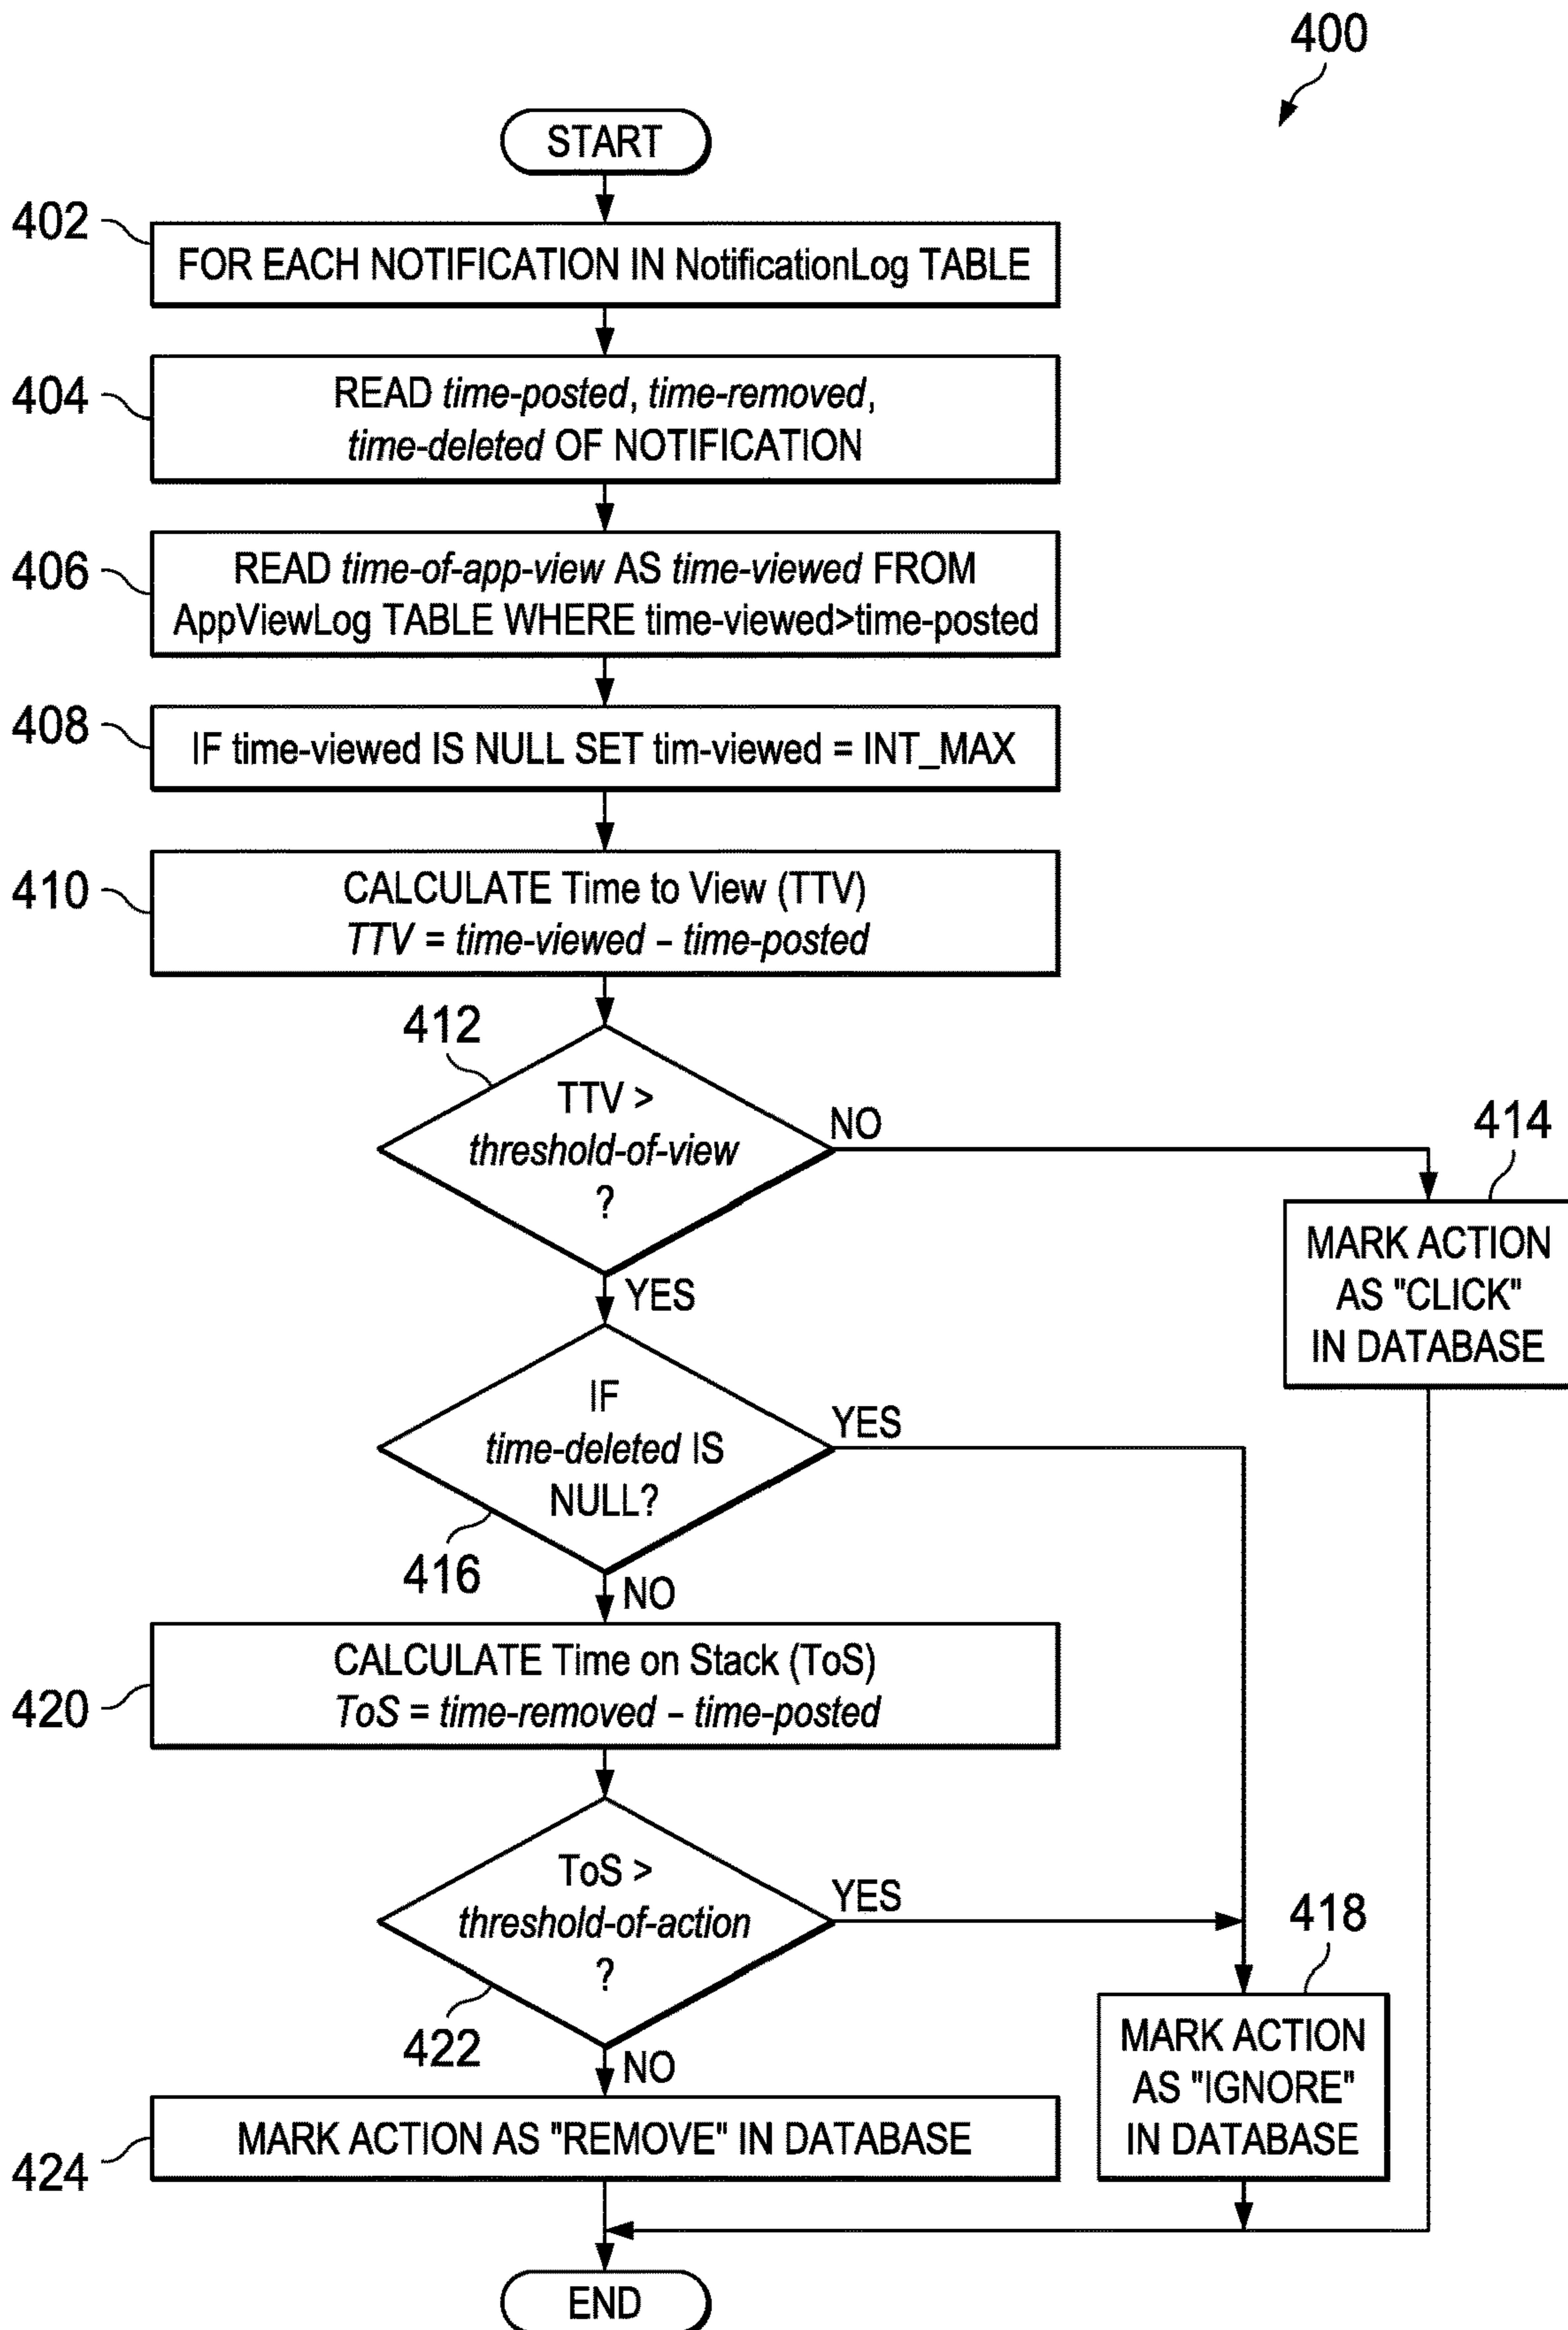 400
START
402
FOR EACH NOTIFICATION IN NotificationLog TABLE
404
READ time-posted, time-removed,
time-deleted OF NOTIFICATION
406
READ time-of-app-view AS time-viewed FROM
AppViewLog TABLE WHERE time-viewed>time-posted
408
IF time-viewed IS NULL SET tim-viewed = INT_MAX
410
CALCULATE Time to View (TTV)
TTV = time-viewed – time-posted
412
TTV >
threshold-of-view
?
NO
YES
414
MARK ACTION
AS "CLICK"
IN DATABASE
IF
time-deleted IS
NULL?
YES
416
NO
420
CALCULATE Time on Stack (ToS)
ToS = time-removed – time-posted
ToS >
threshold-of-action
?
YES
422
NO
418
MARK ACTION
AS "IGNORE"
IN DATABASE
424
MARK ACTION AS "REMOVE" IN DATABASE
END